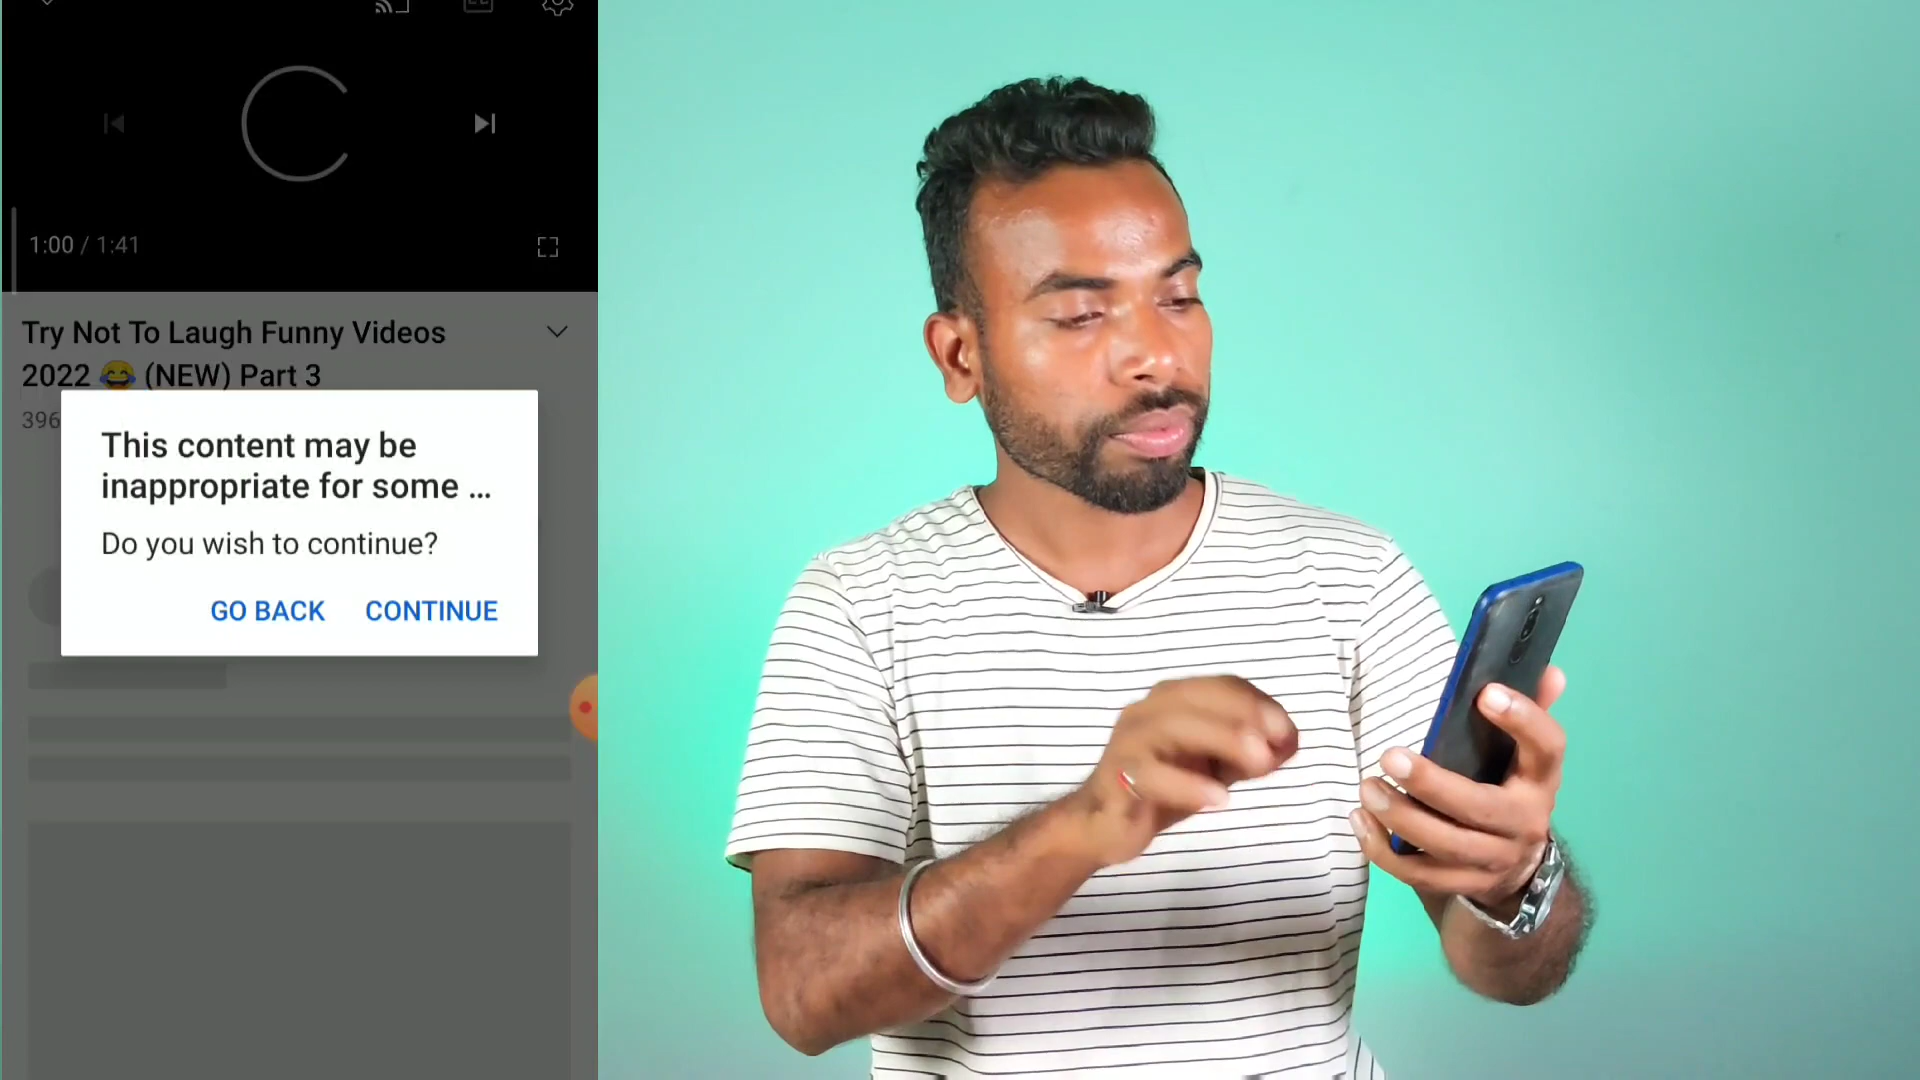 1:00 / 1:41
Try Not To Laugh Funny Videos
2022 😂 (NEW) Part 3
396
This content may be
inappropriate for some ...
Do you wish to continue?
GO BACK CONTINUE